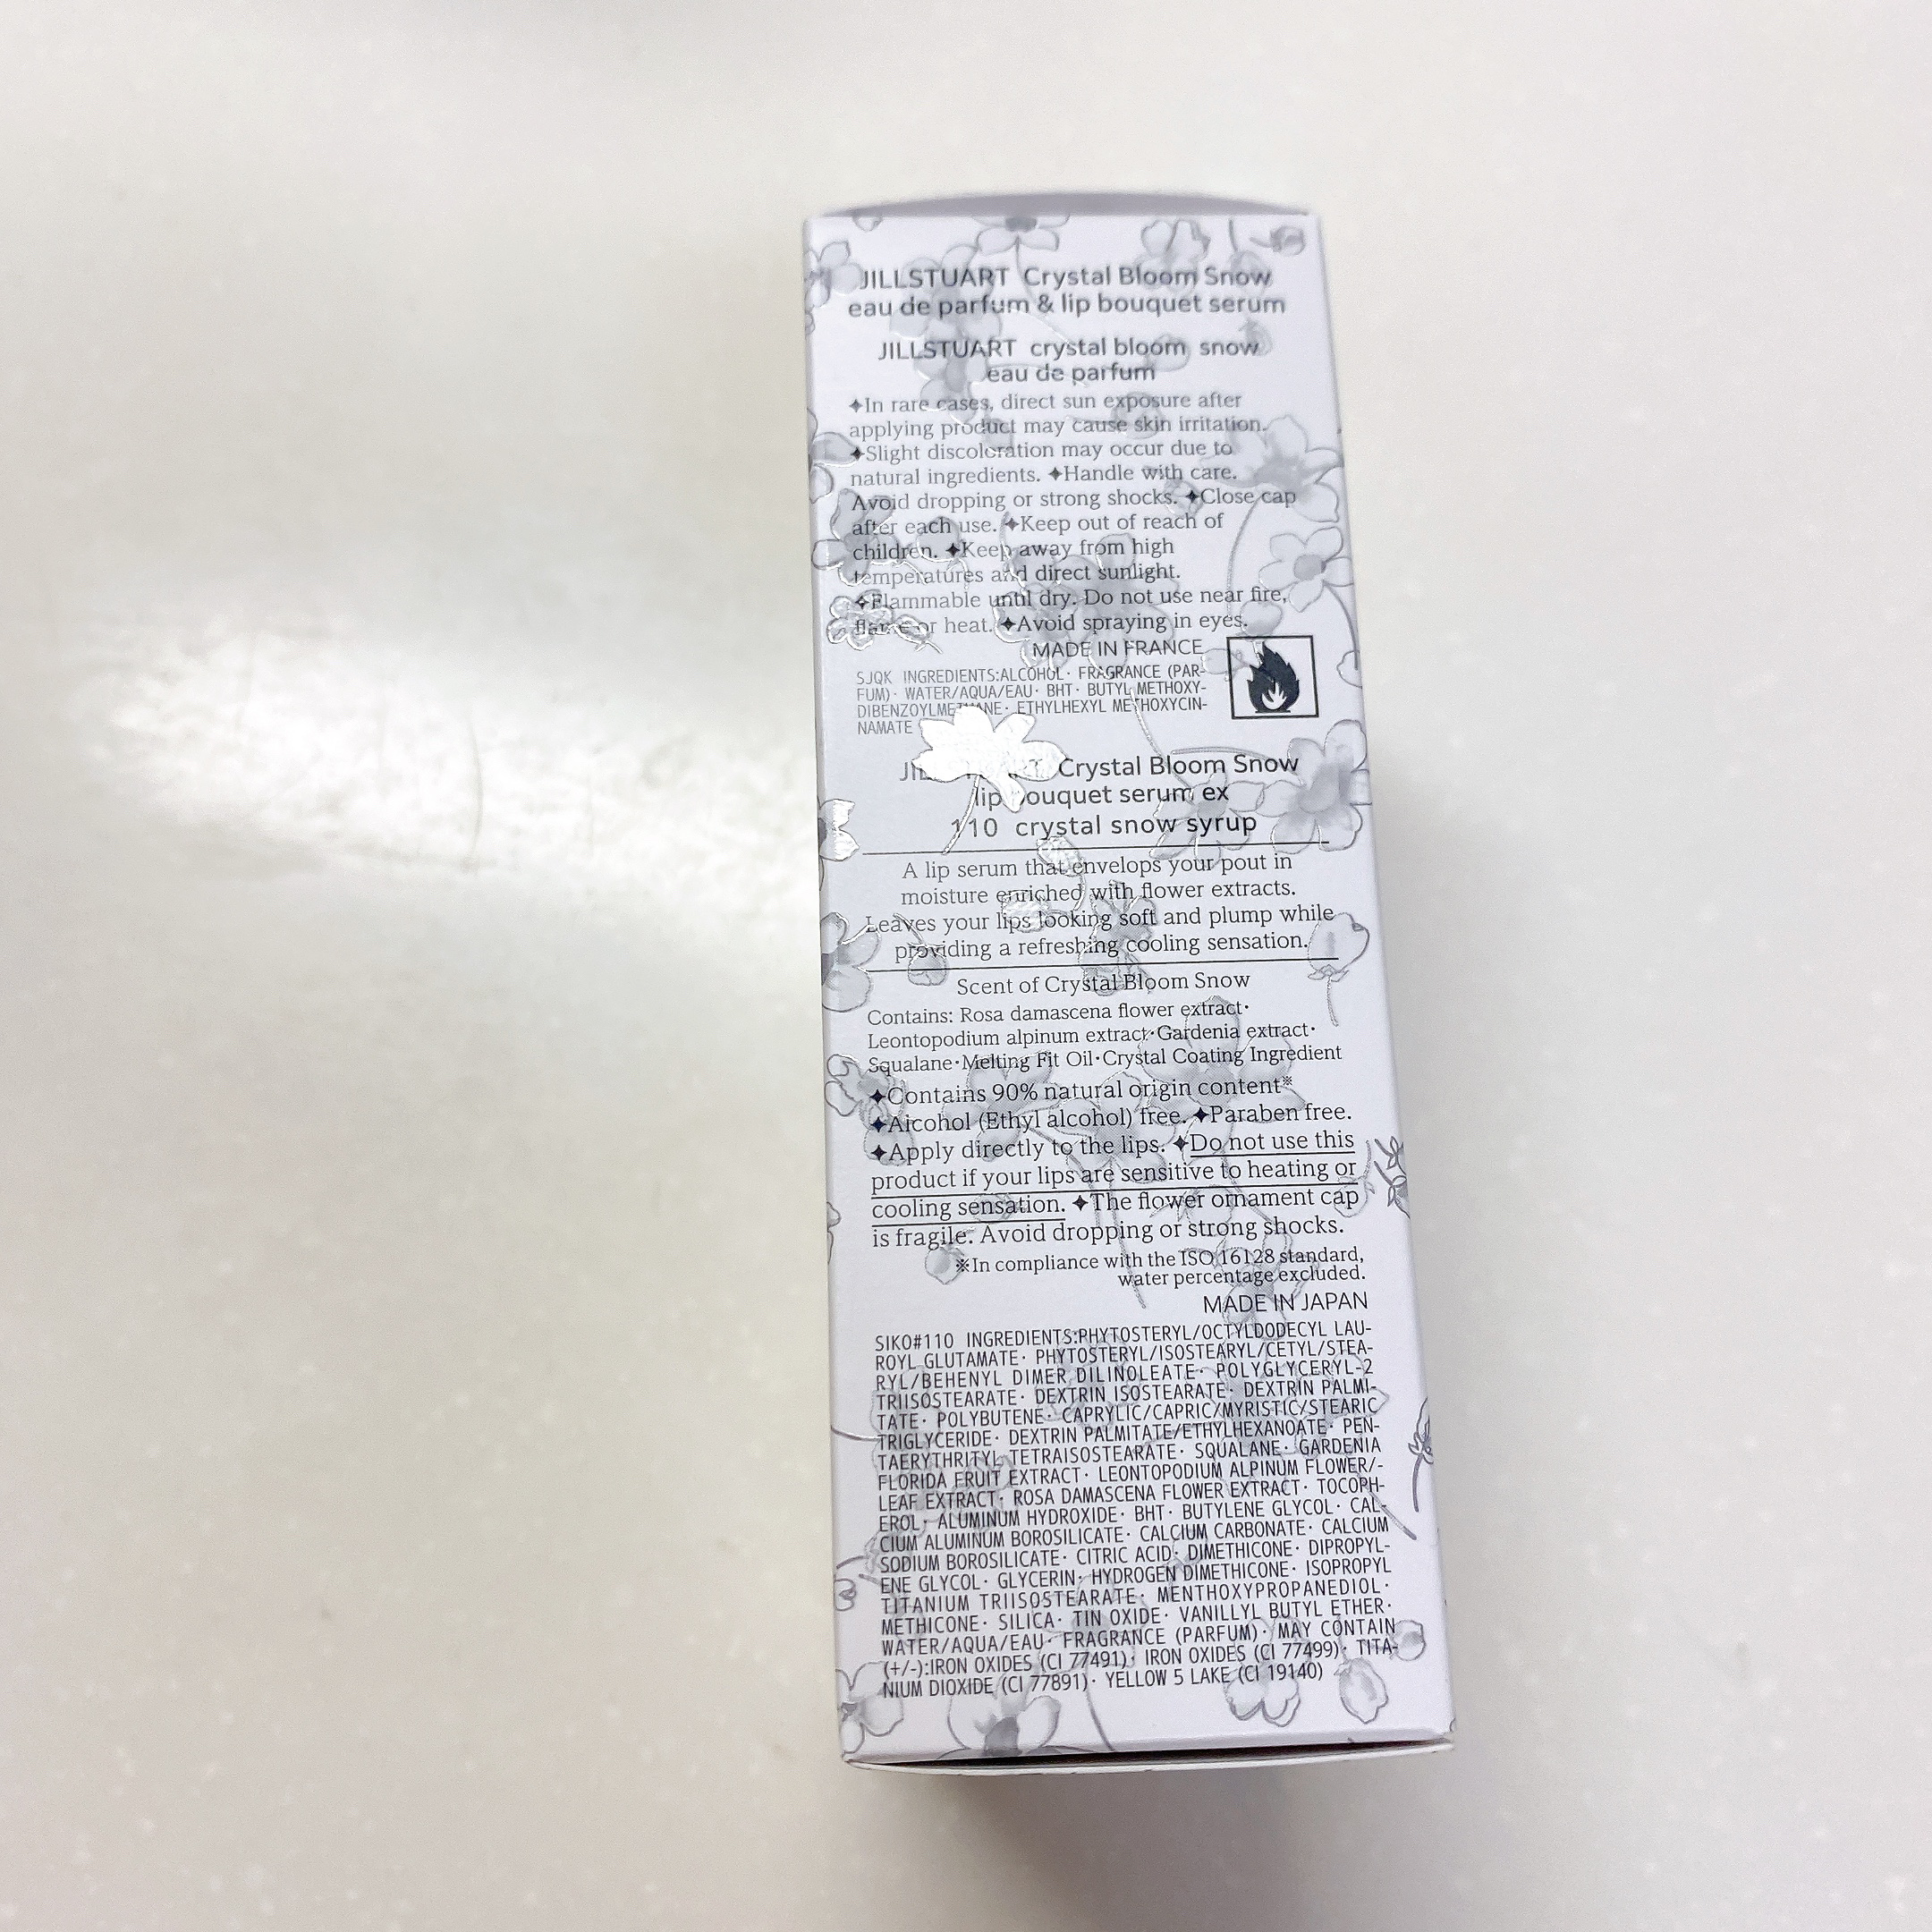 JILLSTUART Crystal Bloom Snow
eau de parfum & lip bouquet serum
JILLSTUART crystal bloom snow
eau de parfum
✦In rare cases, direct sun exposure after
applying product may cause skin irritation.
✦Slight discoloration may occur due to
natural ingredients. ✦Handle with care.
Avoid dropping or strong shocks. ✦Close cap
after each use. ✦Keep out of reach of
children. ✦Keep away from high
temperatures and direct sunlight.
✦Flammable until dry. Do not use near fire,
flame or heat. ✦Avoid spraying in eyes.
MADE IN FRANCE
SJQK INGREDIENTS:ALCOHOL· FRAGRANCE (PAR-
FUM)· WATER/AQUA/EAU· BHT· BUTYL METHOXY-
DIBENZOYLMETHANE· ETHYLHEXYL METHOXYCIN-
NAMATE
JILLSTUART Crystal Bloom Snow
lip bouquet serum ex
110 crystal snow syrup
A lip serum that envelops your pout in
moisture enriched with flower extracts.
Leaves your lips looking soft and plump while
providing a refreshing cooling sensation.
Scent of Crystal Bloom Snow
Contains: Rosa damascena flower extract·
Leontopodium alpinum extract·Gardenia extract·
Squalane·Melting Fit Oil·Crystal Coating Ingredient
✦Contains 90% natural origin content※
✦Alcohol (Ethyl alcohol) free. ✦Paraben free.
✦Apply directly to the lips. ✦Do not use this
product if your lips are sensitive to heating or
cooling sensation. ✦The flower ornament cap
is fragile. Avoid dropping or strong shocks.
※In compliance with the ISO 16128 standard,
water percentage excluded.
MADE IN JAPAN
SIKO#110 INGREDIENTS:PHYTOSTERYL/OCTYLDODECYL LAU-
ROYL GLUTAMATE· PHYTOSTERYL/ISOSTEARYL/CETYL/STEA-
RYL/BEHENYL DIMER DILINOLEATE· POLYGLYCERYL-2
TRIISOSTEARATE· DEXTRIN ISOSTEARATE· DEXTRIN PALMI-
TATE· POLYBUTENE· CAPRYLIC/CAPRIC/MYRISTIC/STEARIC
TRIGLYCERIDE· DEXTRIN PALMITATE/ETHYLHEXANOATE· PEN-
TAERYTHRITYL TETRAISOSTEARATE· SQUALANE· GARDENIA
FLORIDA FRUIT EXTRACT· LEONTOPODIUM ALPINUM FLOWER/-
LEAF EXTRACT· ROSA DAMASCENA FLOWER EXTRACT· TOCOPH-
EROL· ALUMINUM HYDROXIDE· BHT· BUTYLENE GLYCOL· CAL-
CIUM ALUMINUM BOROSILICATE· CALCIUM CARBONATE· CALCIUM
SODIUM BOROSILICATE· CITRIC ACID· DIMETHICONE· DIPROPYL-
ENE GLYCOL· GLYCERIN· HYDROGEN DIMETHICONE· ISOPROPYL
TITANIUM TRIISOSTEARATE· MENTHOXYPROPANEDIOL·
METHICONE· SILICA· TIN OXIDE· VANILLYL BUTYL ETHER·
WATER/AQUA/EAU· FRAGRANCE (PARFUM)· MAY CONTAIN
(+/-):IRON OXIDES (CI 77491)· IRON OXIDES (CI 77499)· TITA-
NIUM DIOXIDE (CI 77891)· YELLOW 5 LAKE (CI 19140)